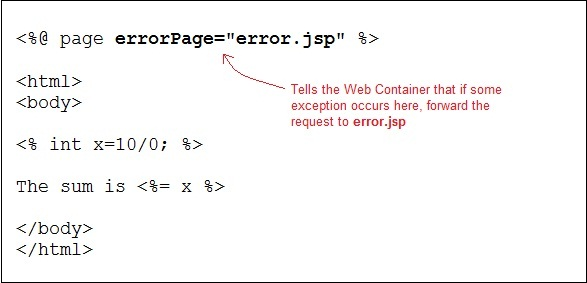 <%@ page errorPage="error.jsp" %>
<html>
<body>
Tells the Web Container that if some
exception occurs here, forward the
request to error.jsp
<% int x=10/0; %>
The sum is <%= x %>
</body>
</html>